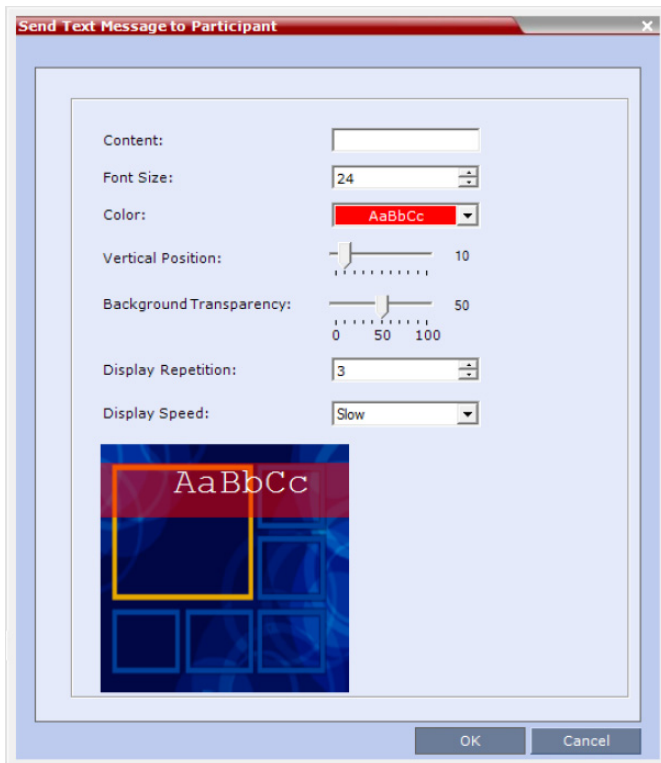 Send Text Message to Participant
Content:
Font Size: 24
Color: AaBbCc
Vertical Position: 10
Background Transparency: 50
0 50 100
Display Repetition: 3
Display Speed: Slow
AaBbCc
OK Cancel